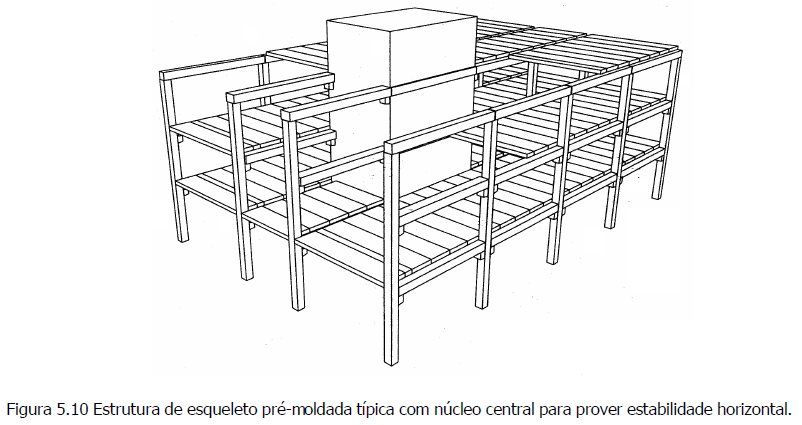 Figura 5.10 Estrutura de esqueleto pré-moldada típica com núcleo central para prover estabilidade horizontal.